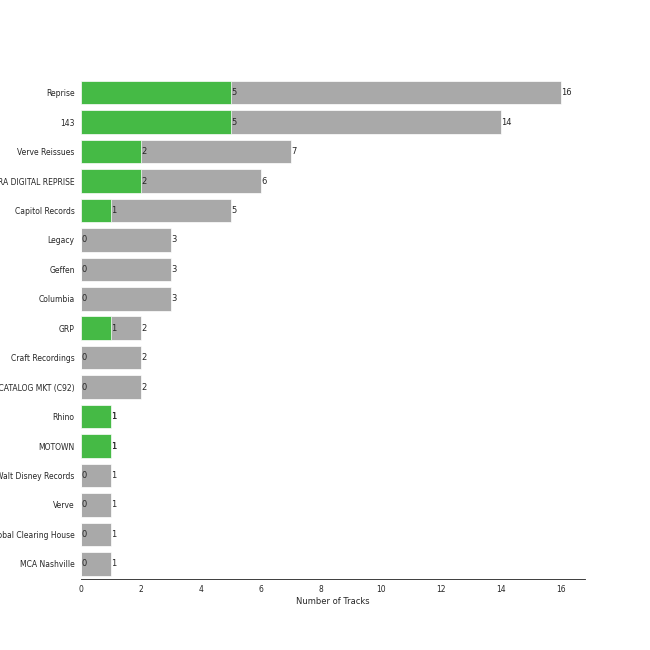 Reprise 5 16
143 5 14
Verve Reissues 2 7
RA DIGITAL REPRISE 2 6
Capitol Records 1 5
Legacy 0 3
Geffen 0 3
Columbia 0 3
GRP 1 2
Craft Recordings 0 2
CATALOG MKT (C92) 0 2
Rhino 1
MOTOWN 1
Walt Disney Records 0 1
Verve 0 1
obal Clearing House 0 1
MCA Nashville 0 1
0 2 4 6 8 10 12 14 16
Number of Tracks